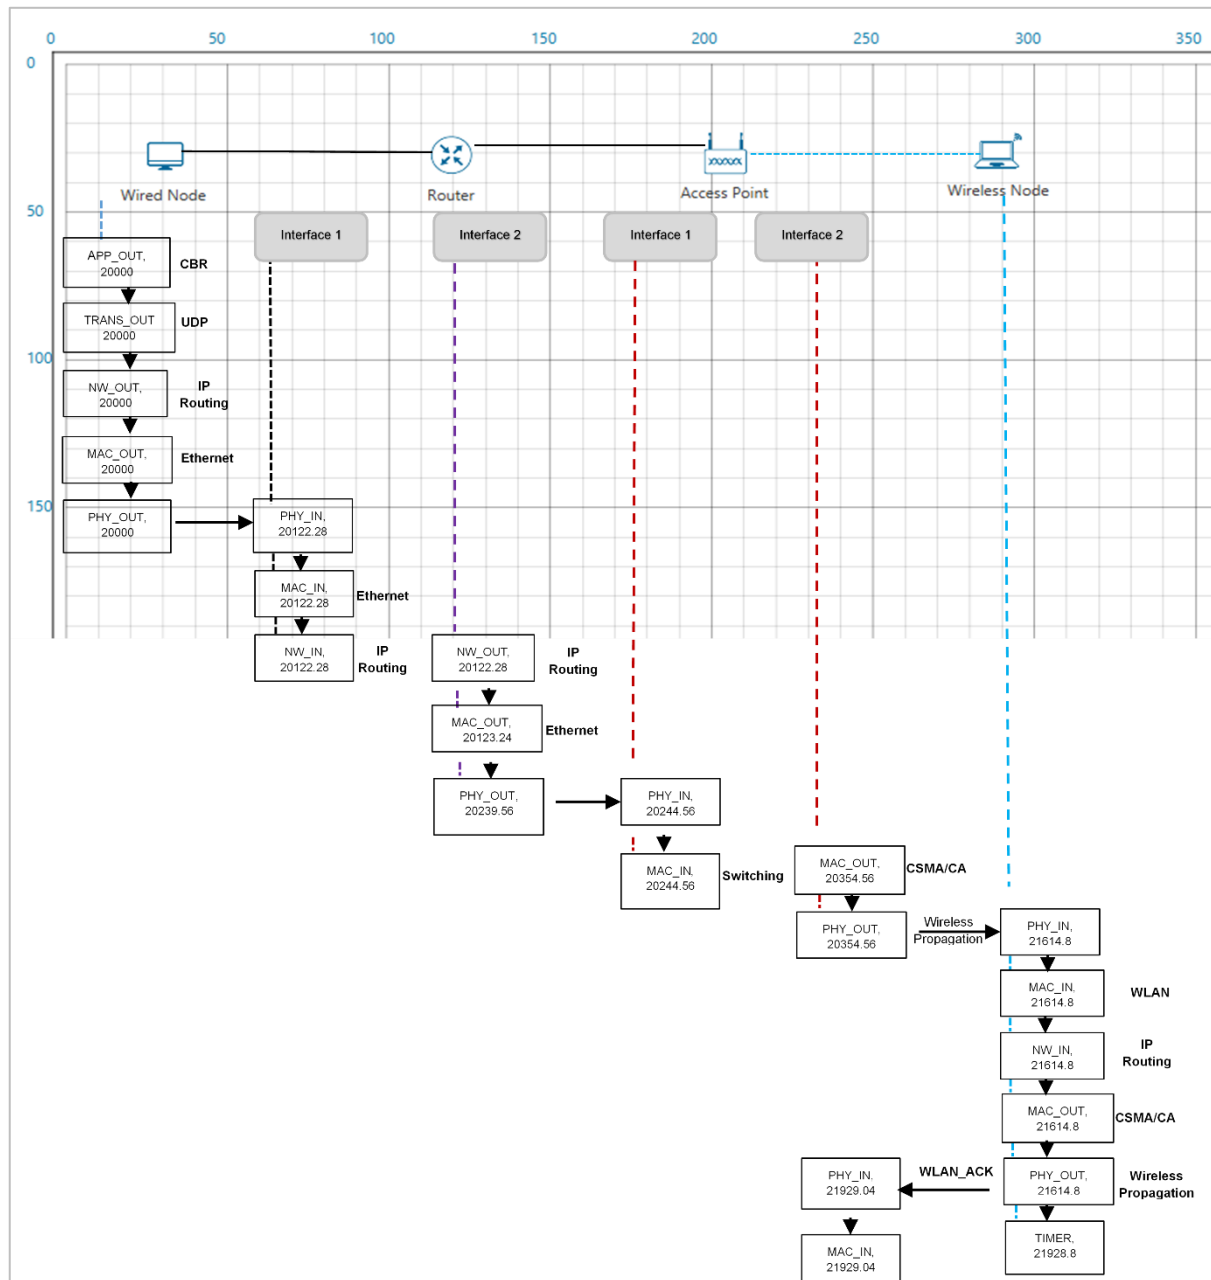 0 50 100 150 200 250 300 350
0
Wired Node
Router
Access Point
Wireless Node
50
Interface 1
Interface 2
Interface 1
Interface 2
APP_OUT,
20000
CBR
TRANS_OUT
20000
UDP
100
NW_OUT,
20000
IP
Routing
MAC_OUT,
20000
Ethernet
150
PHY_OUT,
20000
PHY_IN,
20122.28
MAC_IN,
20122.28
Ethernet
NW_IN,
20122.28
IP
Routing
NW_OUT,
20122.28
IP
Routing
MAC_OUT,
20123.24
Ethernet
PHY_OUT,
20239.56
PHY_IN,
20244.56
MAC_IN,
20244.56
Switching
MAC_OUT,
20354.56
CSMA/CA
PHY_OUT,
20354.56
Wireless
Propagation
PHY_IN,
21614.8
MAC_IN,
21614.8
WLAN
NW_IN,
21614.8
IP
Routing
MAC_OUT,
21614.8
CSMA/CA
PHY_OUT,
21614.8
Wireless
Propagation
WLAN_ACK
PHY_IN,
21929.04
TIMER,
21928.8
MAC_IN,
21929.04